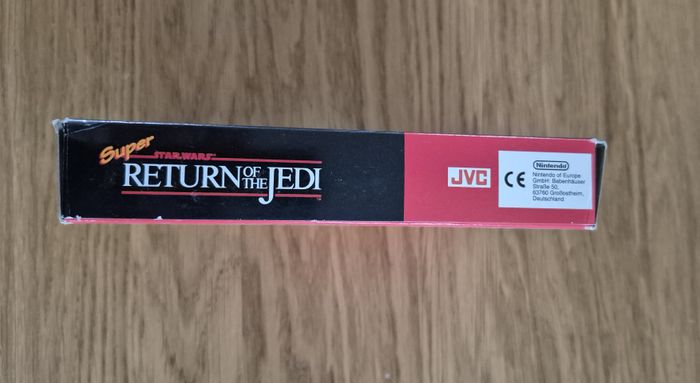 Super
STAR WARS
RETURN OF THE JEDI
JVC
CE
Nintendo
Nintendo of Europe
GmbH: Babenhäuser
Straße 50,
63760 Großostheim,
Deutschland